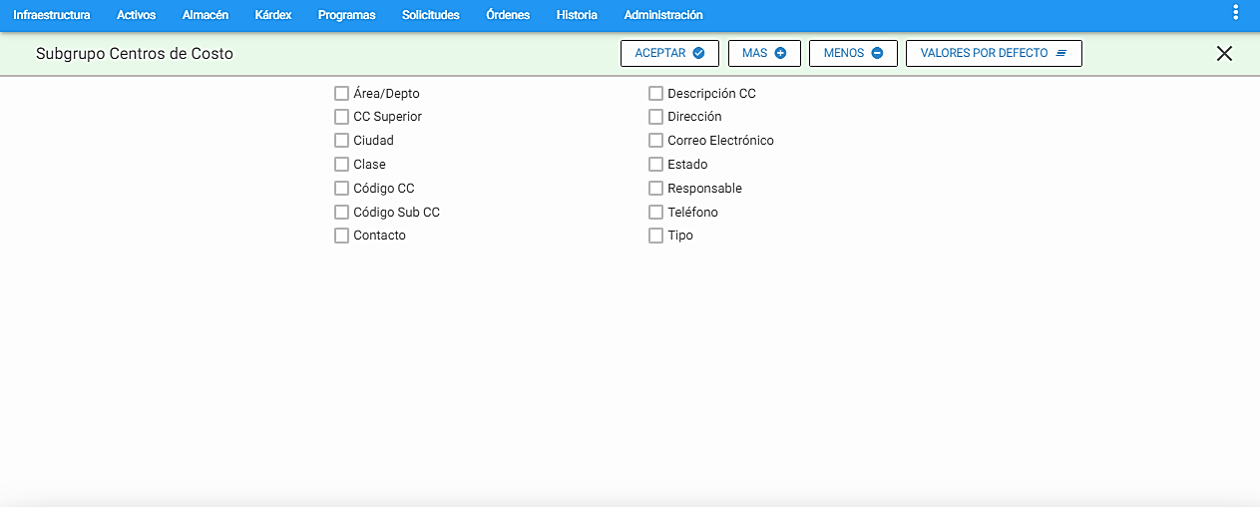 Infraestructura Activos Almacén Kárdex Programas Solicitudes Órdenes Historia Administración
Subgrupo Centros de Costo ACEPTAR MAS MENOS VALORES POR DEFECTO
Área/Depto
CC Superior
Ciudad
Clase
Código CC
Código Sub CC
Contacto
Descripción CC
Dirección
Correo Electrónico
Estado
Responsable
Teléfono
Tipo